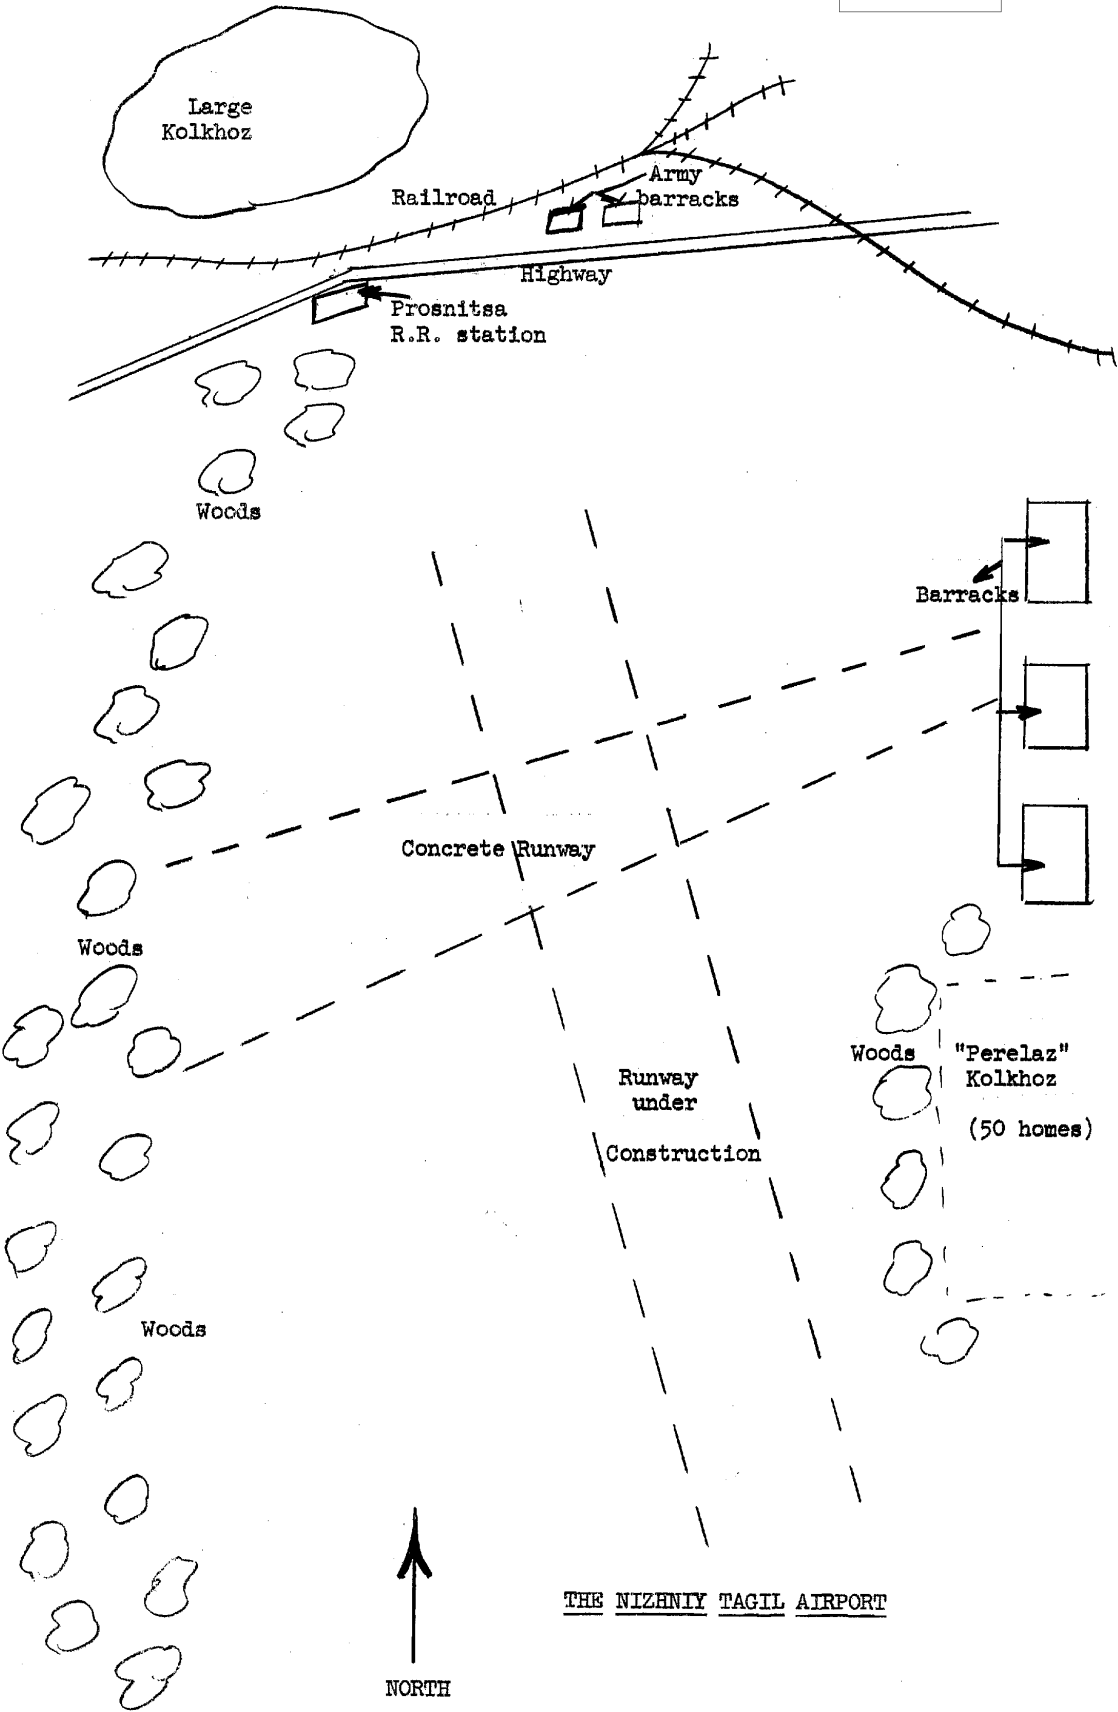 Large
Kolkhoz
Railroad
Army
barracks
Highway
Prosnitsa
R.R. station
Woods
Barracks
Concrete Runway
Woods
Woods
"Perelaz"
Kolkhoz
(50 homes)
Runway
under
Construction
Woods
THE NIZHNIY TAGIL AIRPORT
NORTH